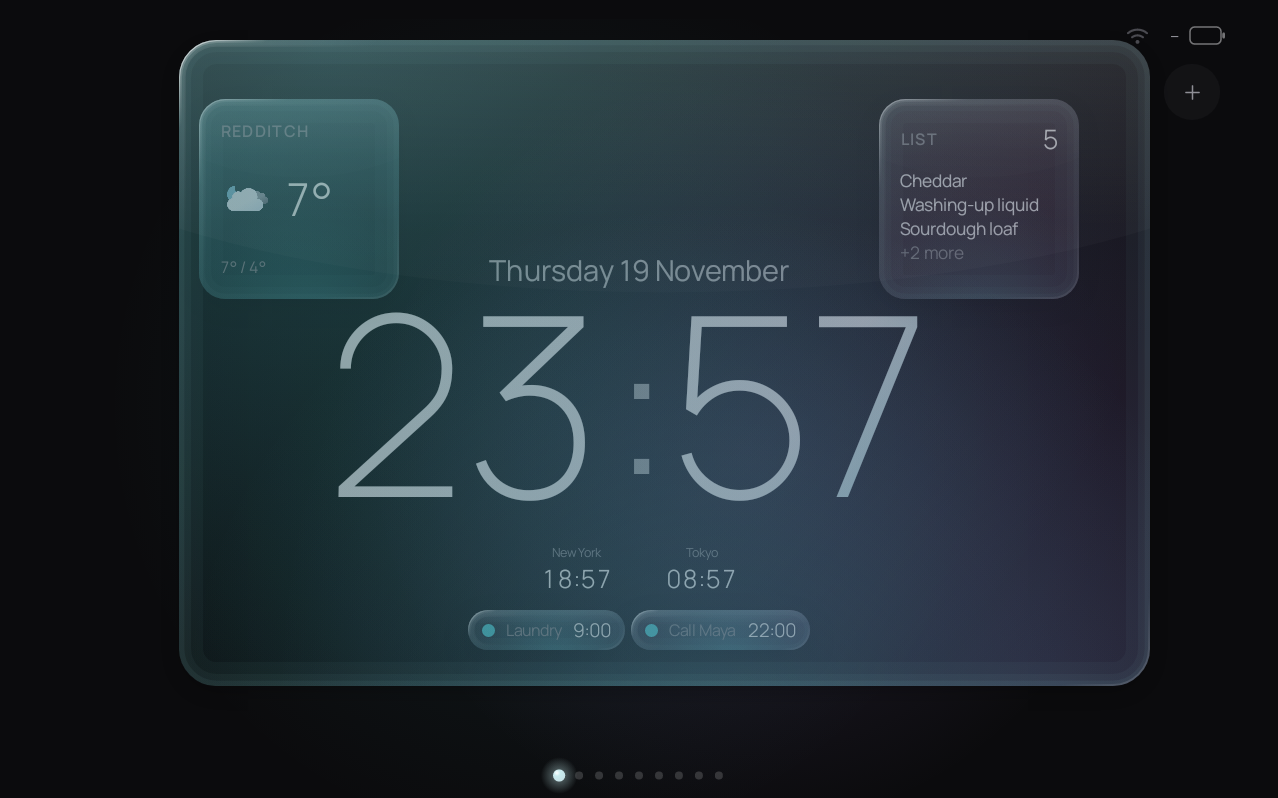 REDDITCH
7°
7° / 4°
LIST 5
Cheddar
Washing-up liquid
Sourdough loaf
+2 more
Thursday 19 November
23:57
New York
18:57
Tokyo
08:57
Laundry 9:00
Call Maya 22:00
–
+